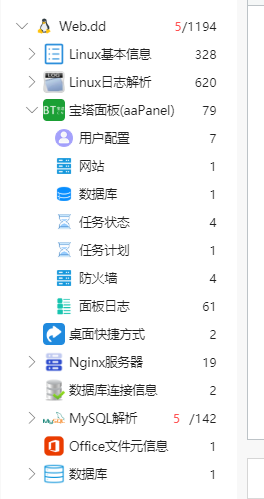 Web.dd 5/1194
Linux基本信息 328
Linux日志解析 620
BT 宝塔面板(aaPanel) 79
用户配置 7
网站 1
数据库 1
任务状态 4
任务计划 1
防火墙 4
面板日志 61
桌面快捷方式 2
Nginx服务器 19
数据库连接信息 2
MySQL解析 5 /142
Office文件元信息 1
数据库 1